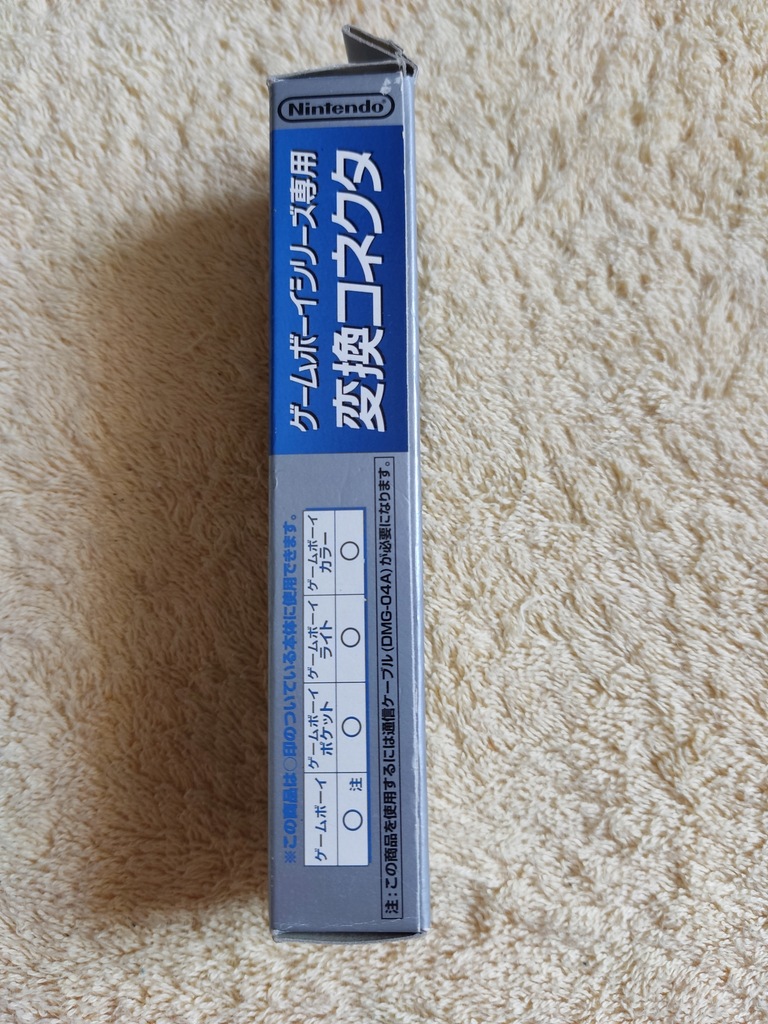 Nintendo
ゲームボーイシリーズ専用
変換コネクタ
※この商品は○印のついている本体に使用できます。
ゲームボーイ ゲームボーイポケット ゲームボーイライト ゲームボーイカラー
○注 ○ ○ ○
注：この商品を使用するには通信ケーブル(DMG-04A)が必要になります。